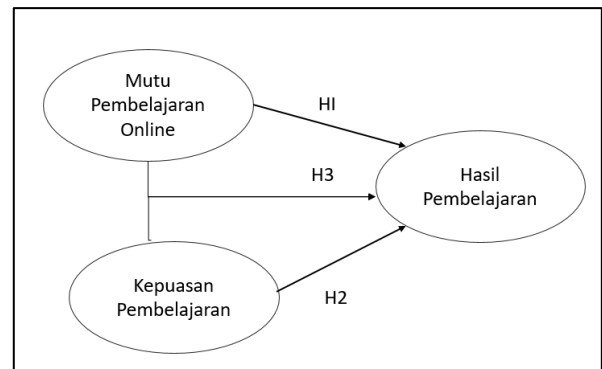 Mutu
Pembelajaran
Online
HI
Hasil
Pembelajaran
H3
Kepuasan
Pembelajaran
H2